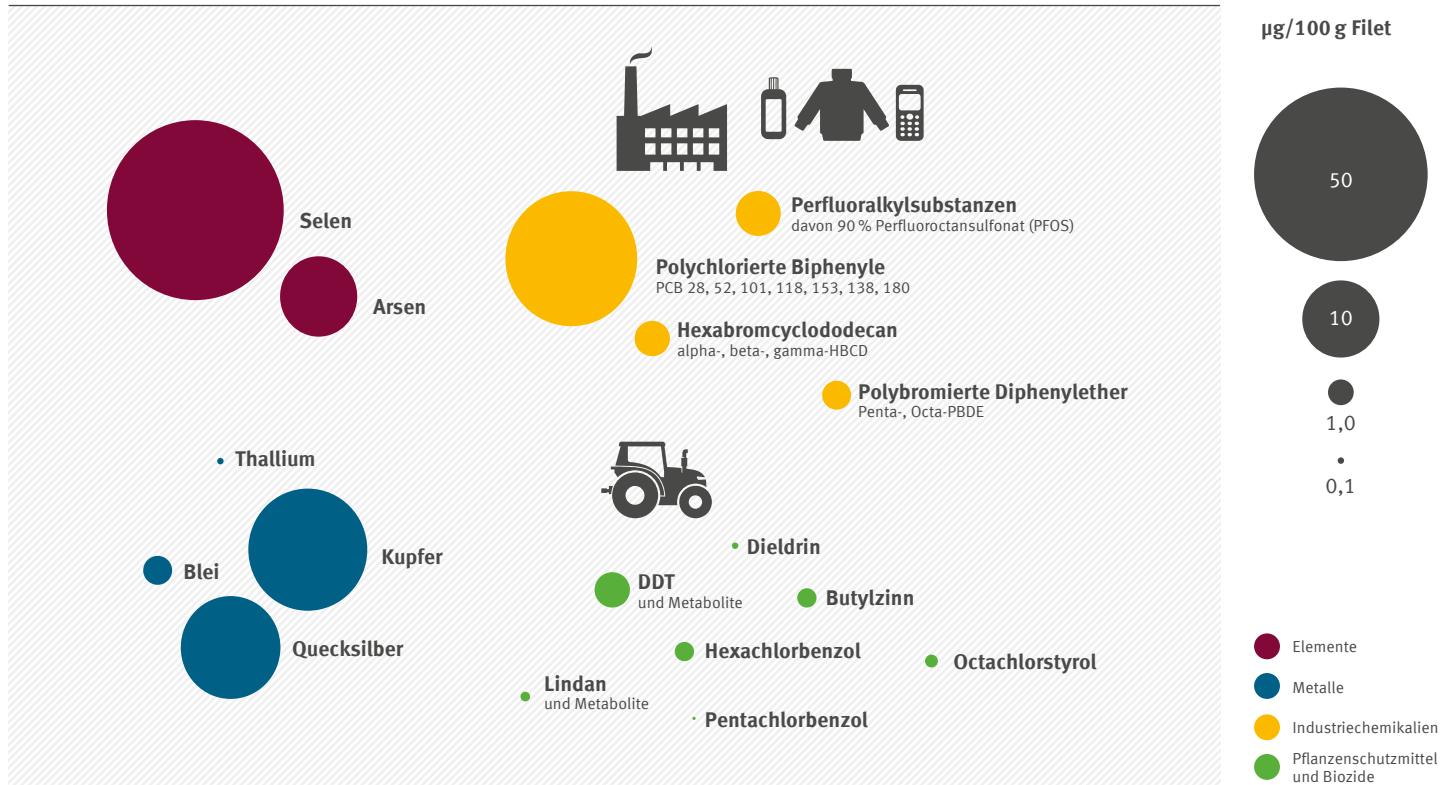 µg/100 g Filet
50
10
1,0
0,1
Selen
Arsen
Perfluoralkylsubstanzen
davon 90 % Perfluoroctansulfonat (PFOS)
Polychlorierte Biphenyle
PCB 28, 52, 101, 118, 153, 138, 180
Hexabromcyclododecan
alpha-, beta-, gamma-HBCD
Polybromierte Diphenylether
Penta-, Octa-PBDE
Thallium
Kupfer
Blei
Quecksilber
Dieldrin
DDT
und Metabolite
Butylzinn
Hexachlorbenzol
Octachlorstyrol
Lindan
und Metabolite
Pentachlorbenzol
Elemente
Metalle
Industriechemikalien
Pflanzenschutzmittel
und Biozide